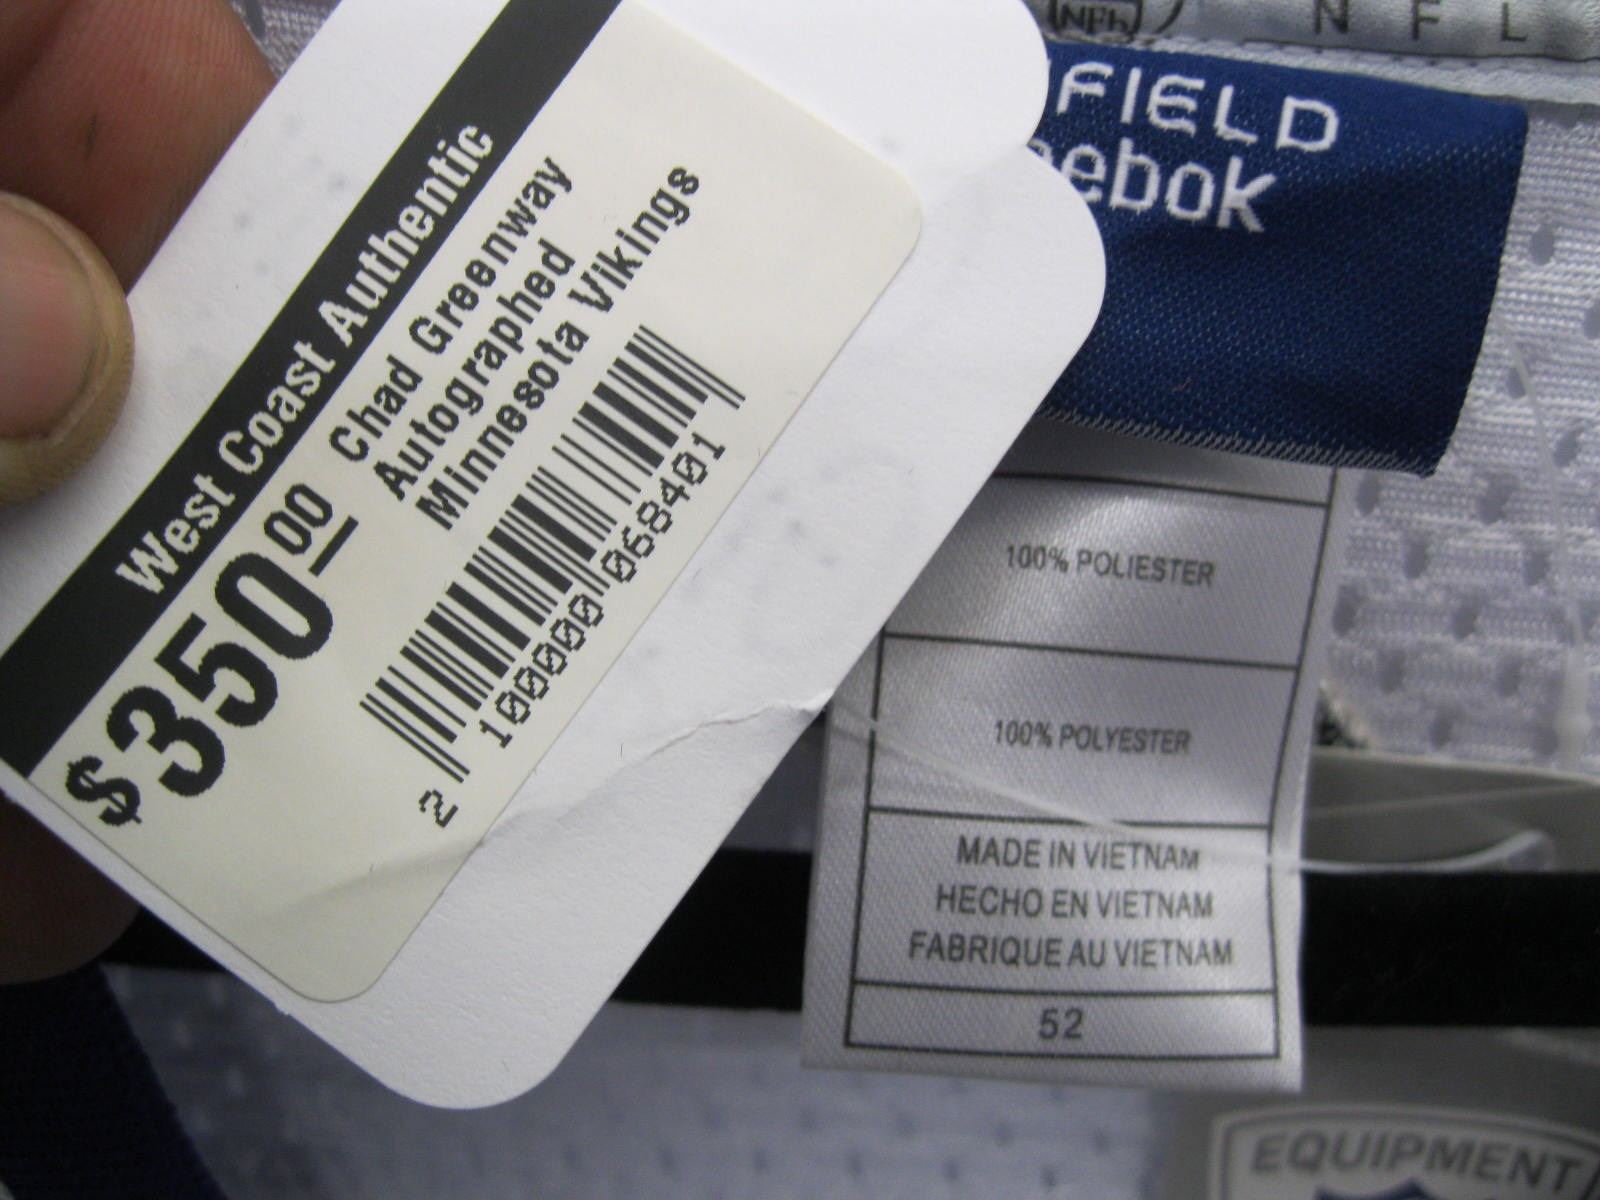 West Coast Authentic
$350.00
Chad Greenway
Autographed
Minnesota Vikings
2 100000 068401
NFL
N F L
FIELD
ebok
100% POLIESTER
100% POLYESTER
MADE IN VIETNAM
HECHO EN VIETNAM
FABRIQUE AU VIETNAM
52
EQUIPMENT